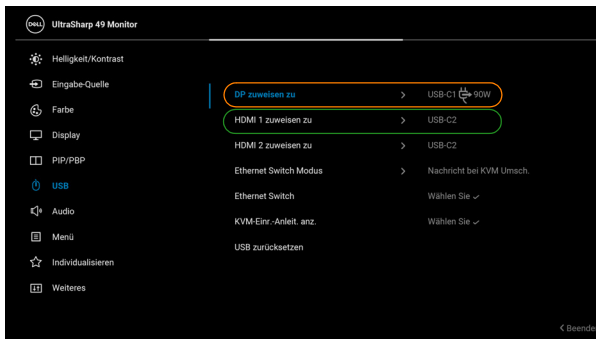 DELL UltraSharp 49 Monitor
Helligkeit/Kontrast
Eingabe-Quelle
Farbe
Display
PIP/PBP
USB
Audio
Menü
Individualisieren
Weiteres
DP zuweisen zu > USB-C1 90W
HDMI 1 zuweisen zu > USB-C2
HDMI 2 zuweisen zu > USB-C2
Ethernet Switch Modus > Nachricht bei KVM Umsch.
Ethernet Switch Wählen Sie ✓
KVM-Einr.-Anleit. anz. Wählen Sie ✓
USB zurücksetzen
< Beende